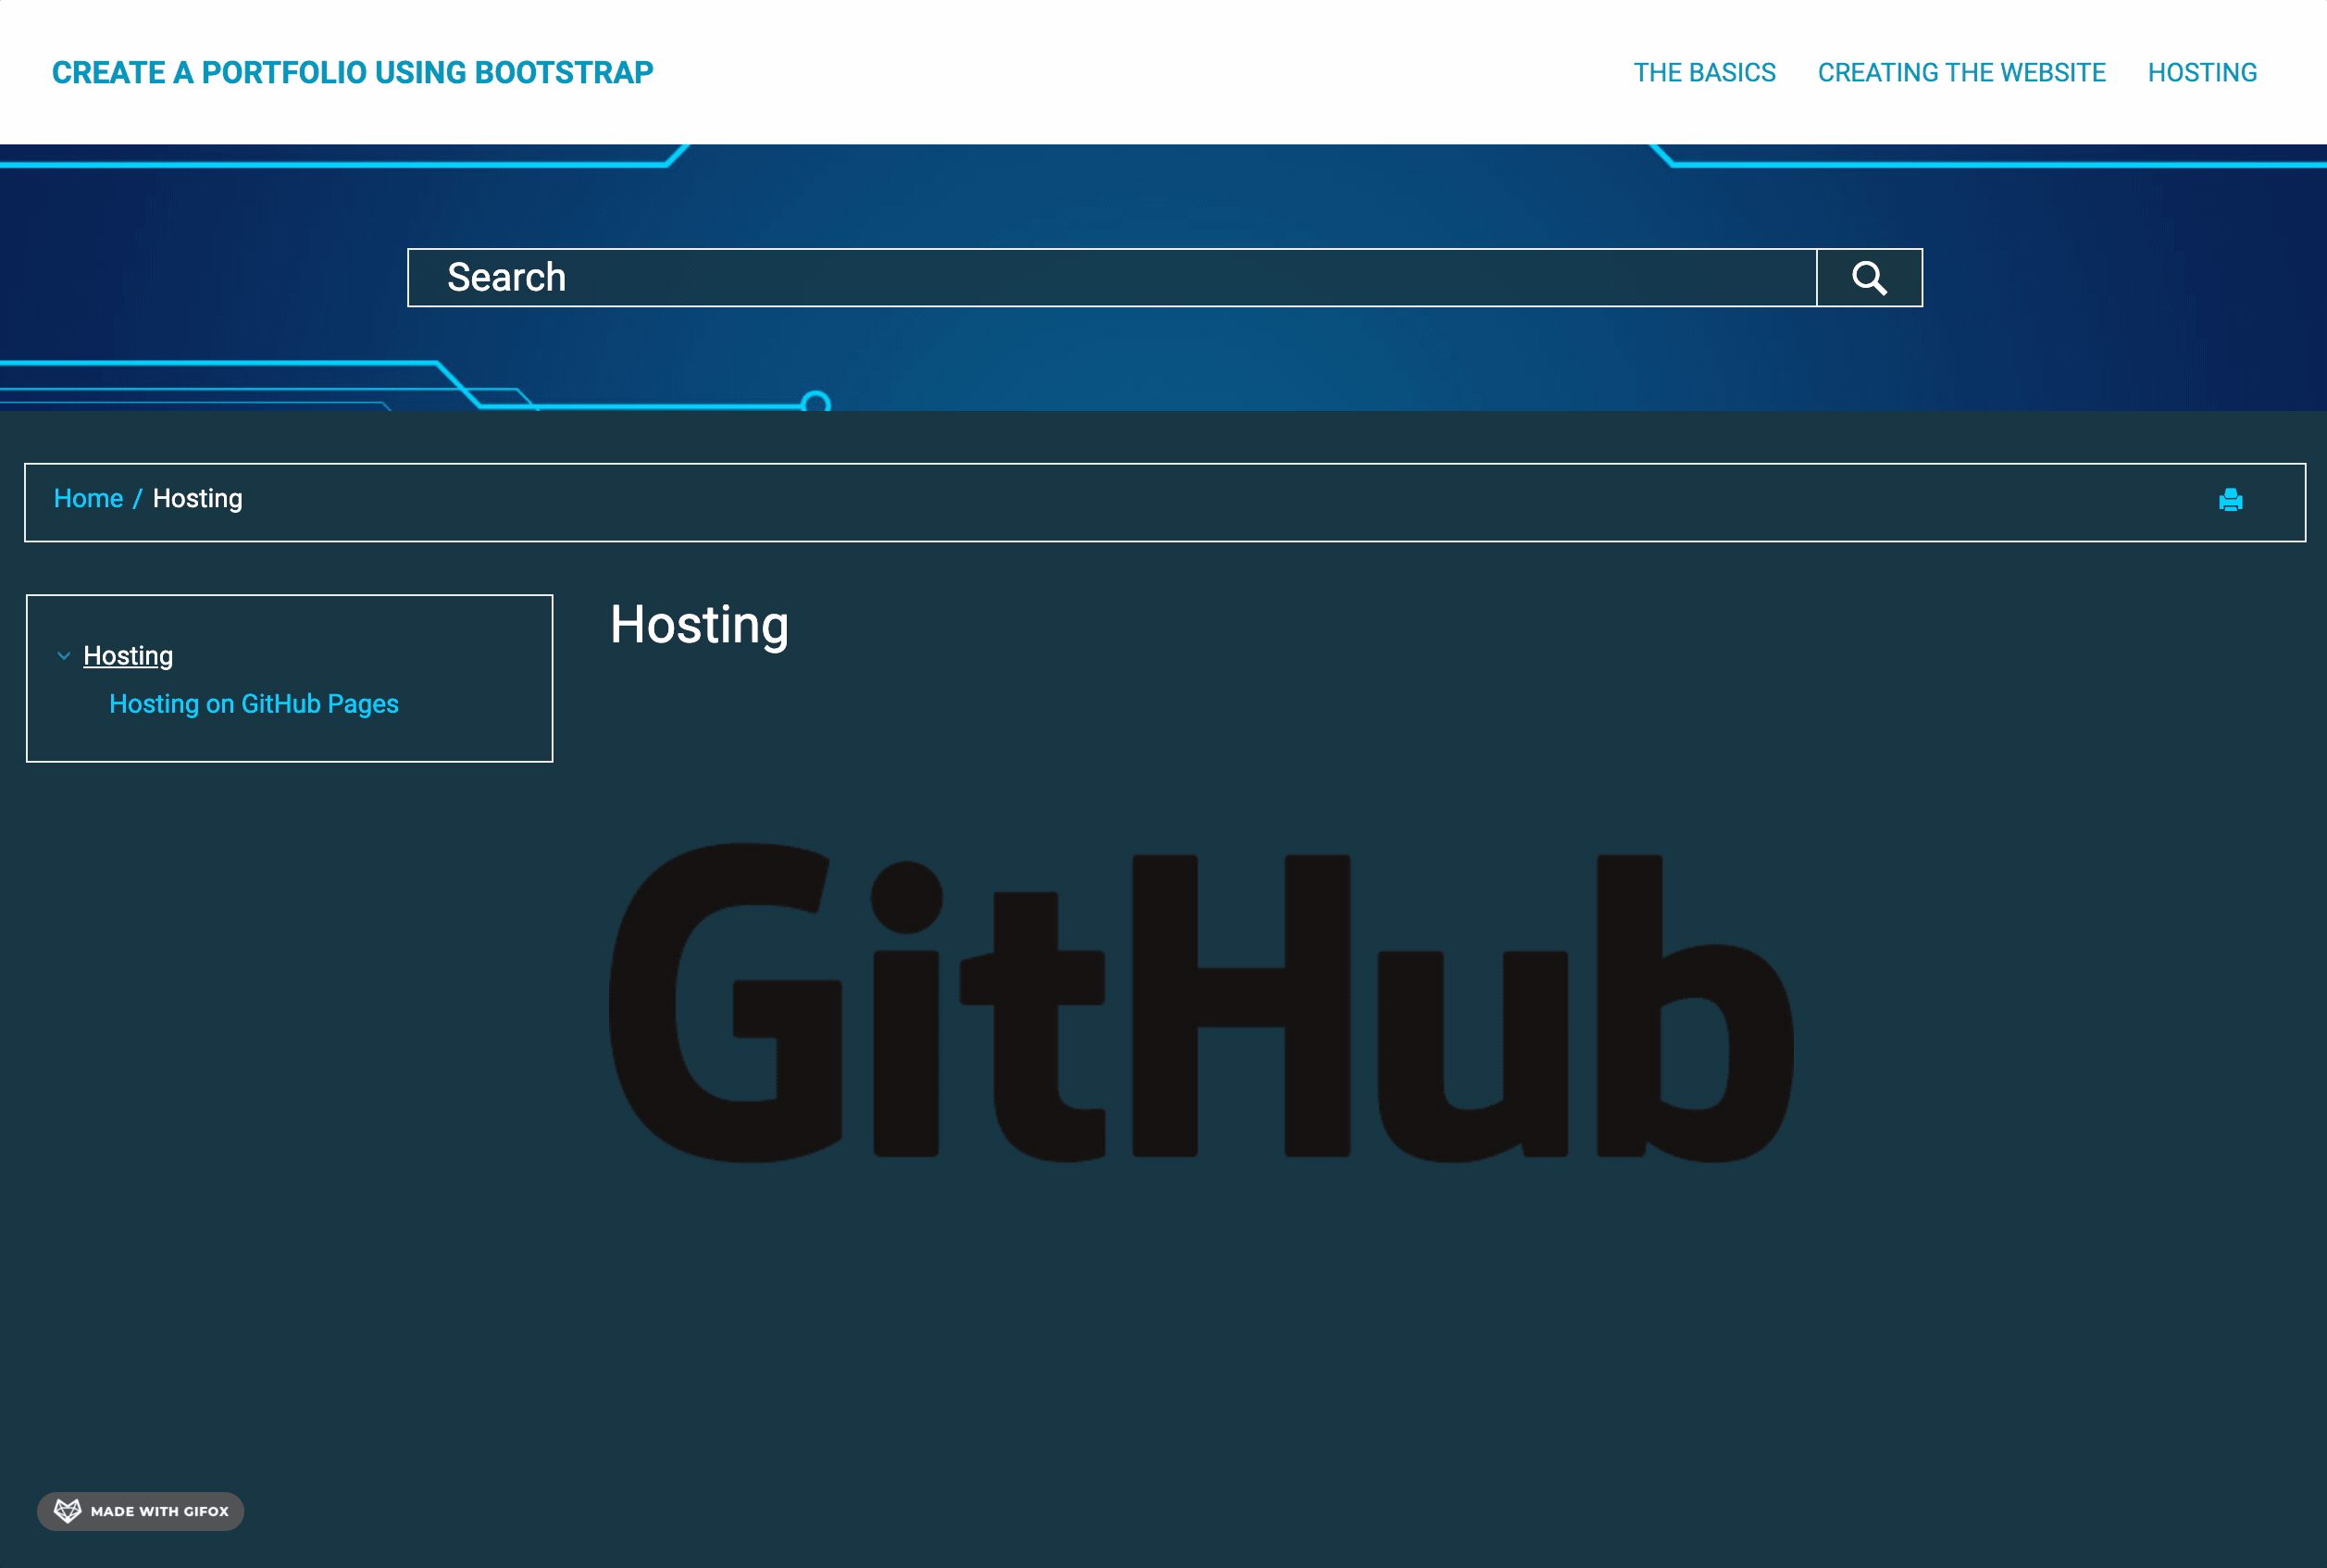 CREATE A PORTFOLIO USING BOOTSTRAP
THE BASICS CREATING THE WEBSITE HOSTING
Search
Home / Hosting
Hosting
Hosting on GitHub Pages
Hosting
GitHub
MADE WITH GIFOX